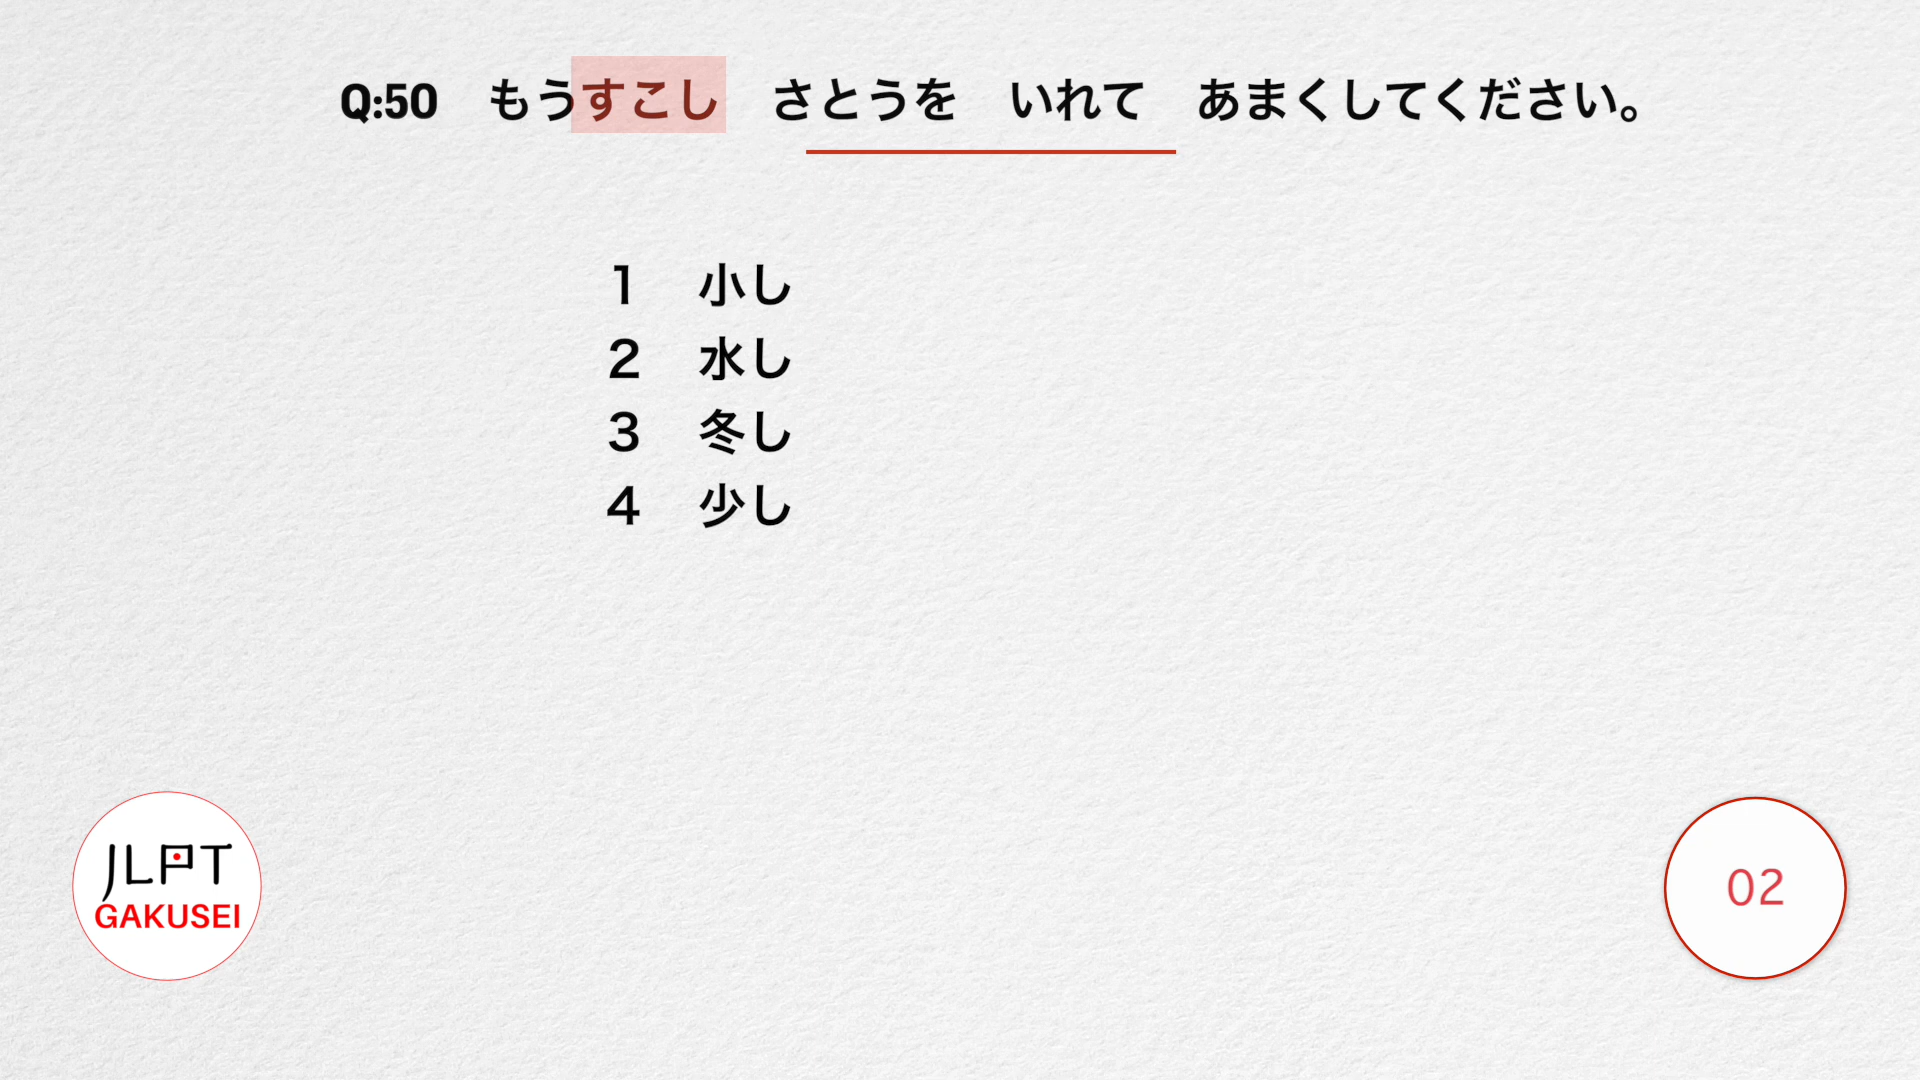 Q:50　もうすこし　さとうを　いれて　あまくしてください。
1　小し
2　水し
3　冬し
4　少し
JLPT
GAKUSEI
02